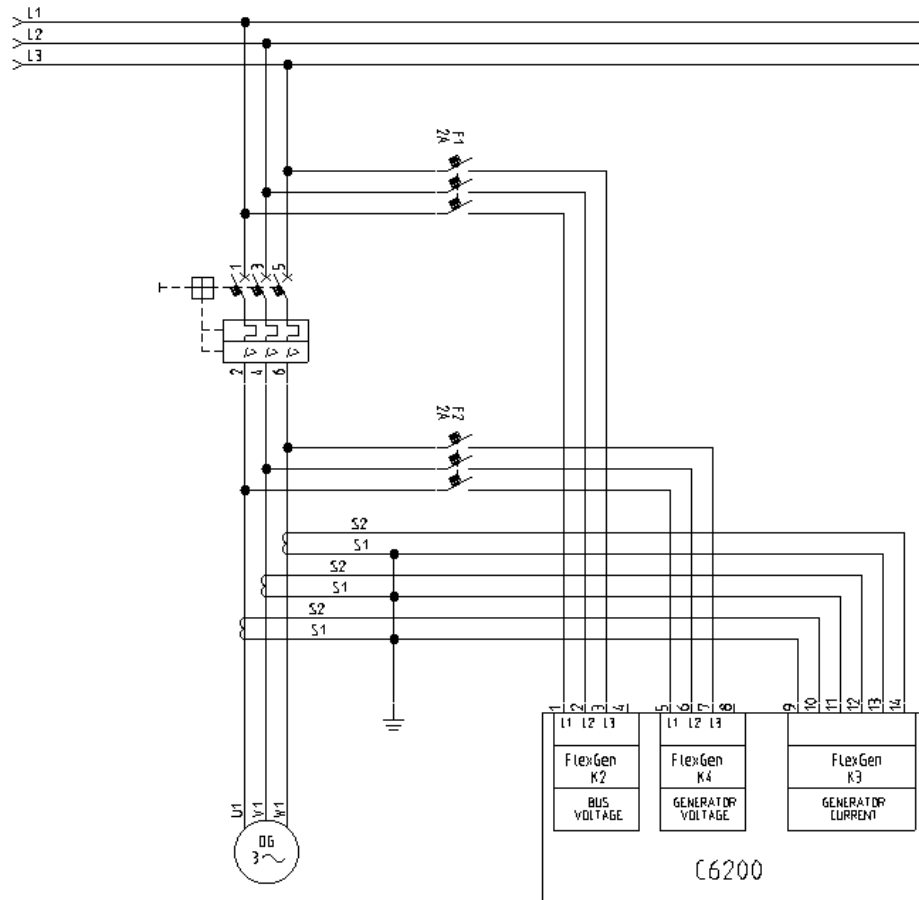 L1
L2
L3
F1
2A
1 3 5
2 4 6
F2
2A
S2
S1
S2
S1
S2
S1
1 2 3 4 5 6 7 8 9 10 11 12 13 14
L1 L2 L3 L1 L2 L3
FlexGen
K2
FlexGen
K4
FlexGen
K3
BUS
VOLTAGE
GENERATOR
VOLTAGE
GENERATOR
CURRENT
U1 V1 W1
DG
3~
C6200